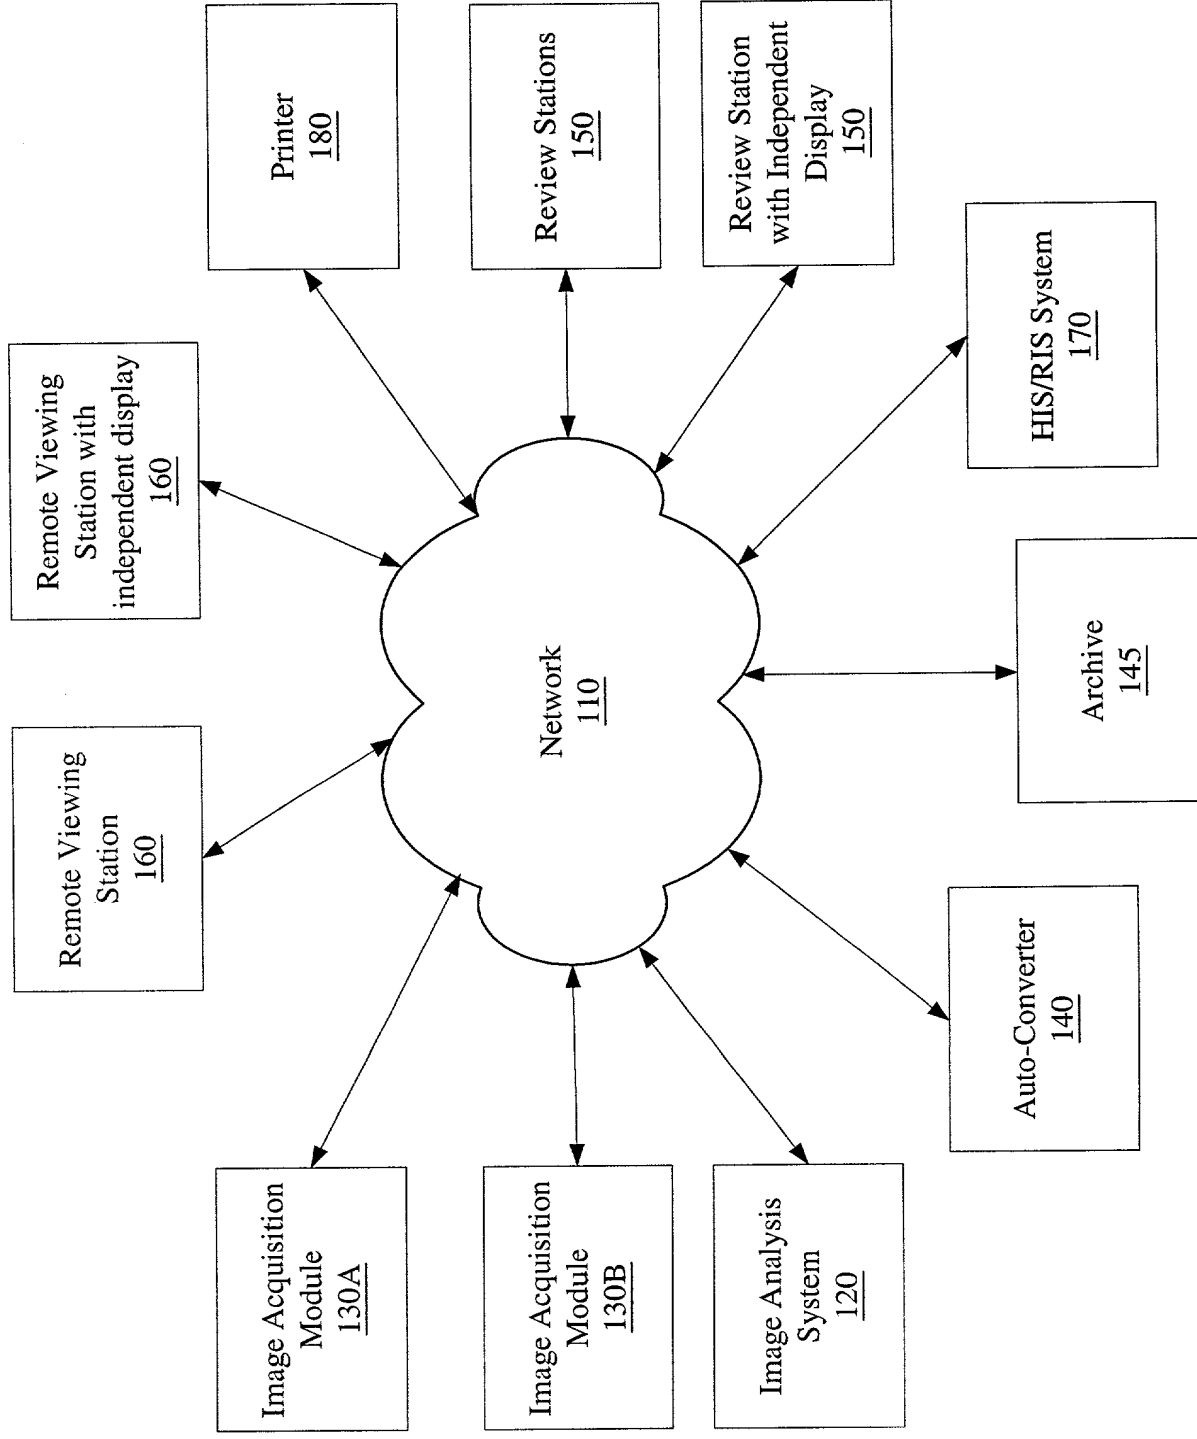 Remote Viewing
Station
160
Remote Viewing
Station with
independent display
160
Image Acquisition
Module
130A
Printer
180
Image Acquisition
Module
130B
Network
110
Review Stations
150
Image Analysis
System
120
Review Station
with Independent
Display
150
Auto-Converter
140
Archive
145
HIS/RIS System
170